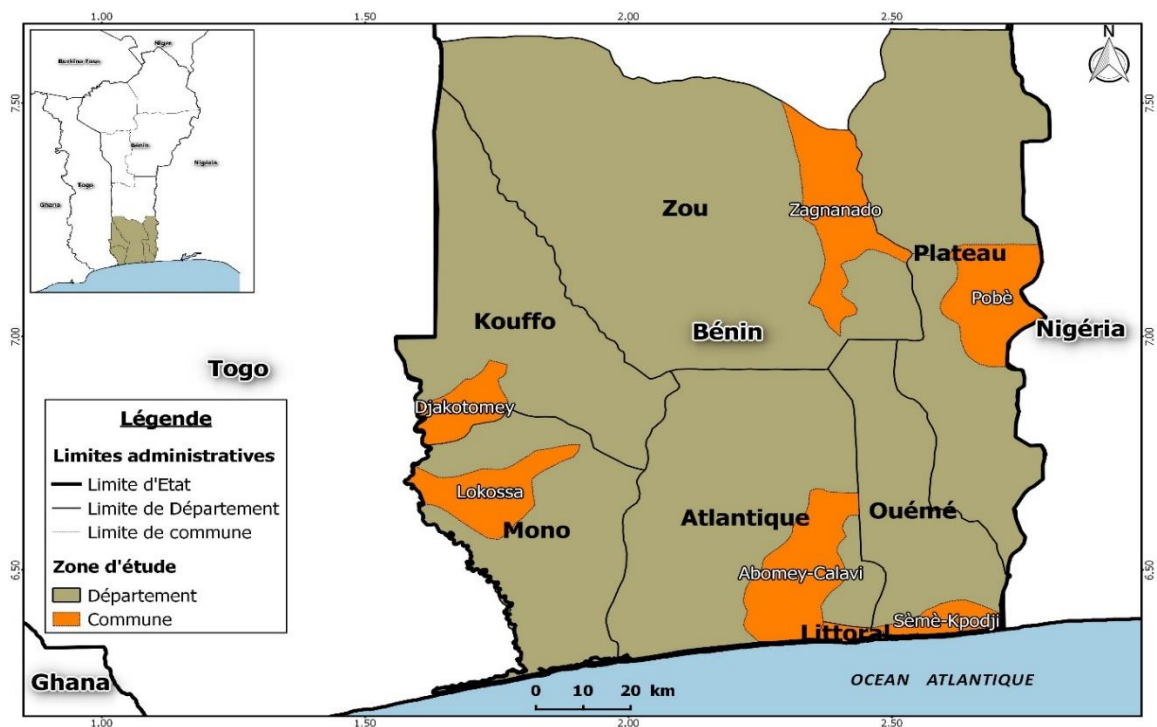 1.00 1.50 2.00 2.50
N
Niger
Burkina Faso
Bénin
Nigéria
Togo
Ghana
7.50 7.50
Zou
Zagnanado
Plateau
Pobè
Kouffo
Bénin
Nigéria
7.00 7.00
Togo
Djakotomey
Légende
Limites administratives
Limite d'Etat
Limite de Département
Limite de commune
Zone d'étude
Département
Commune
Lokossa
Mono
Atlantique
Ouémé
6.50 6.50
Abomey-Calavi
Sèmè-Kpodji
Littoral
Ghana
OCEAN ATLANTIQUE
0 10 20 km
1.00 1.50 2.00 2.50